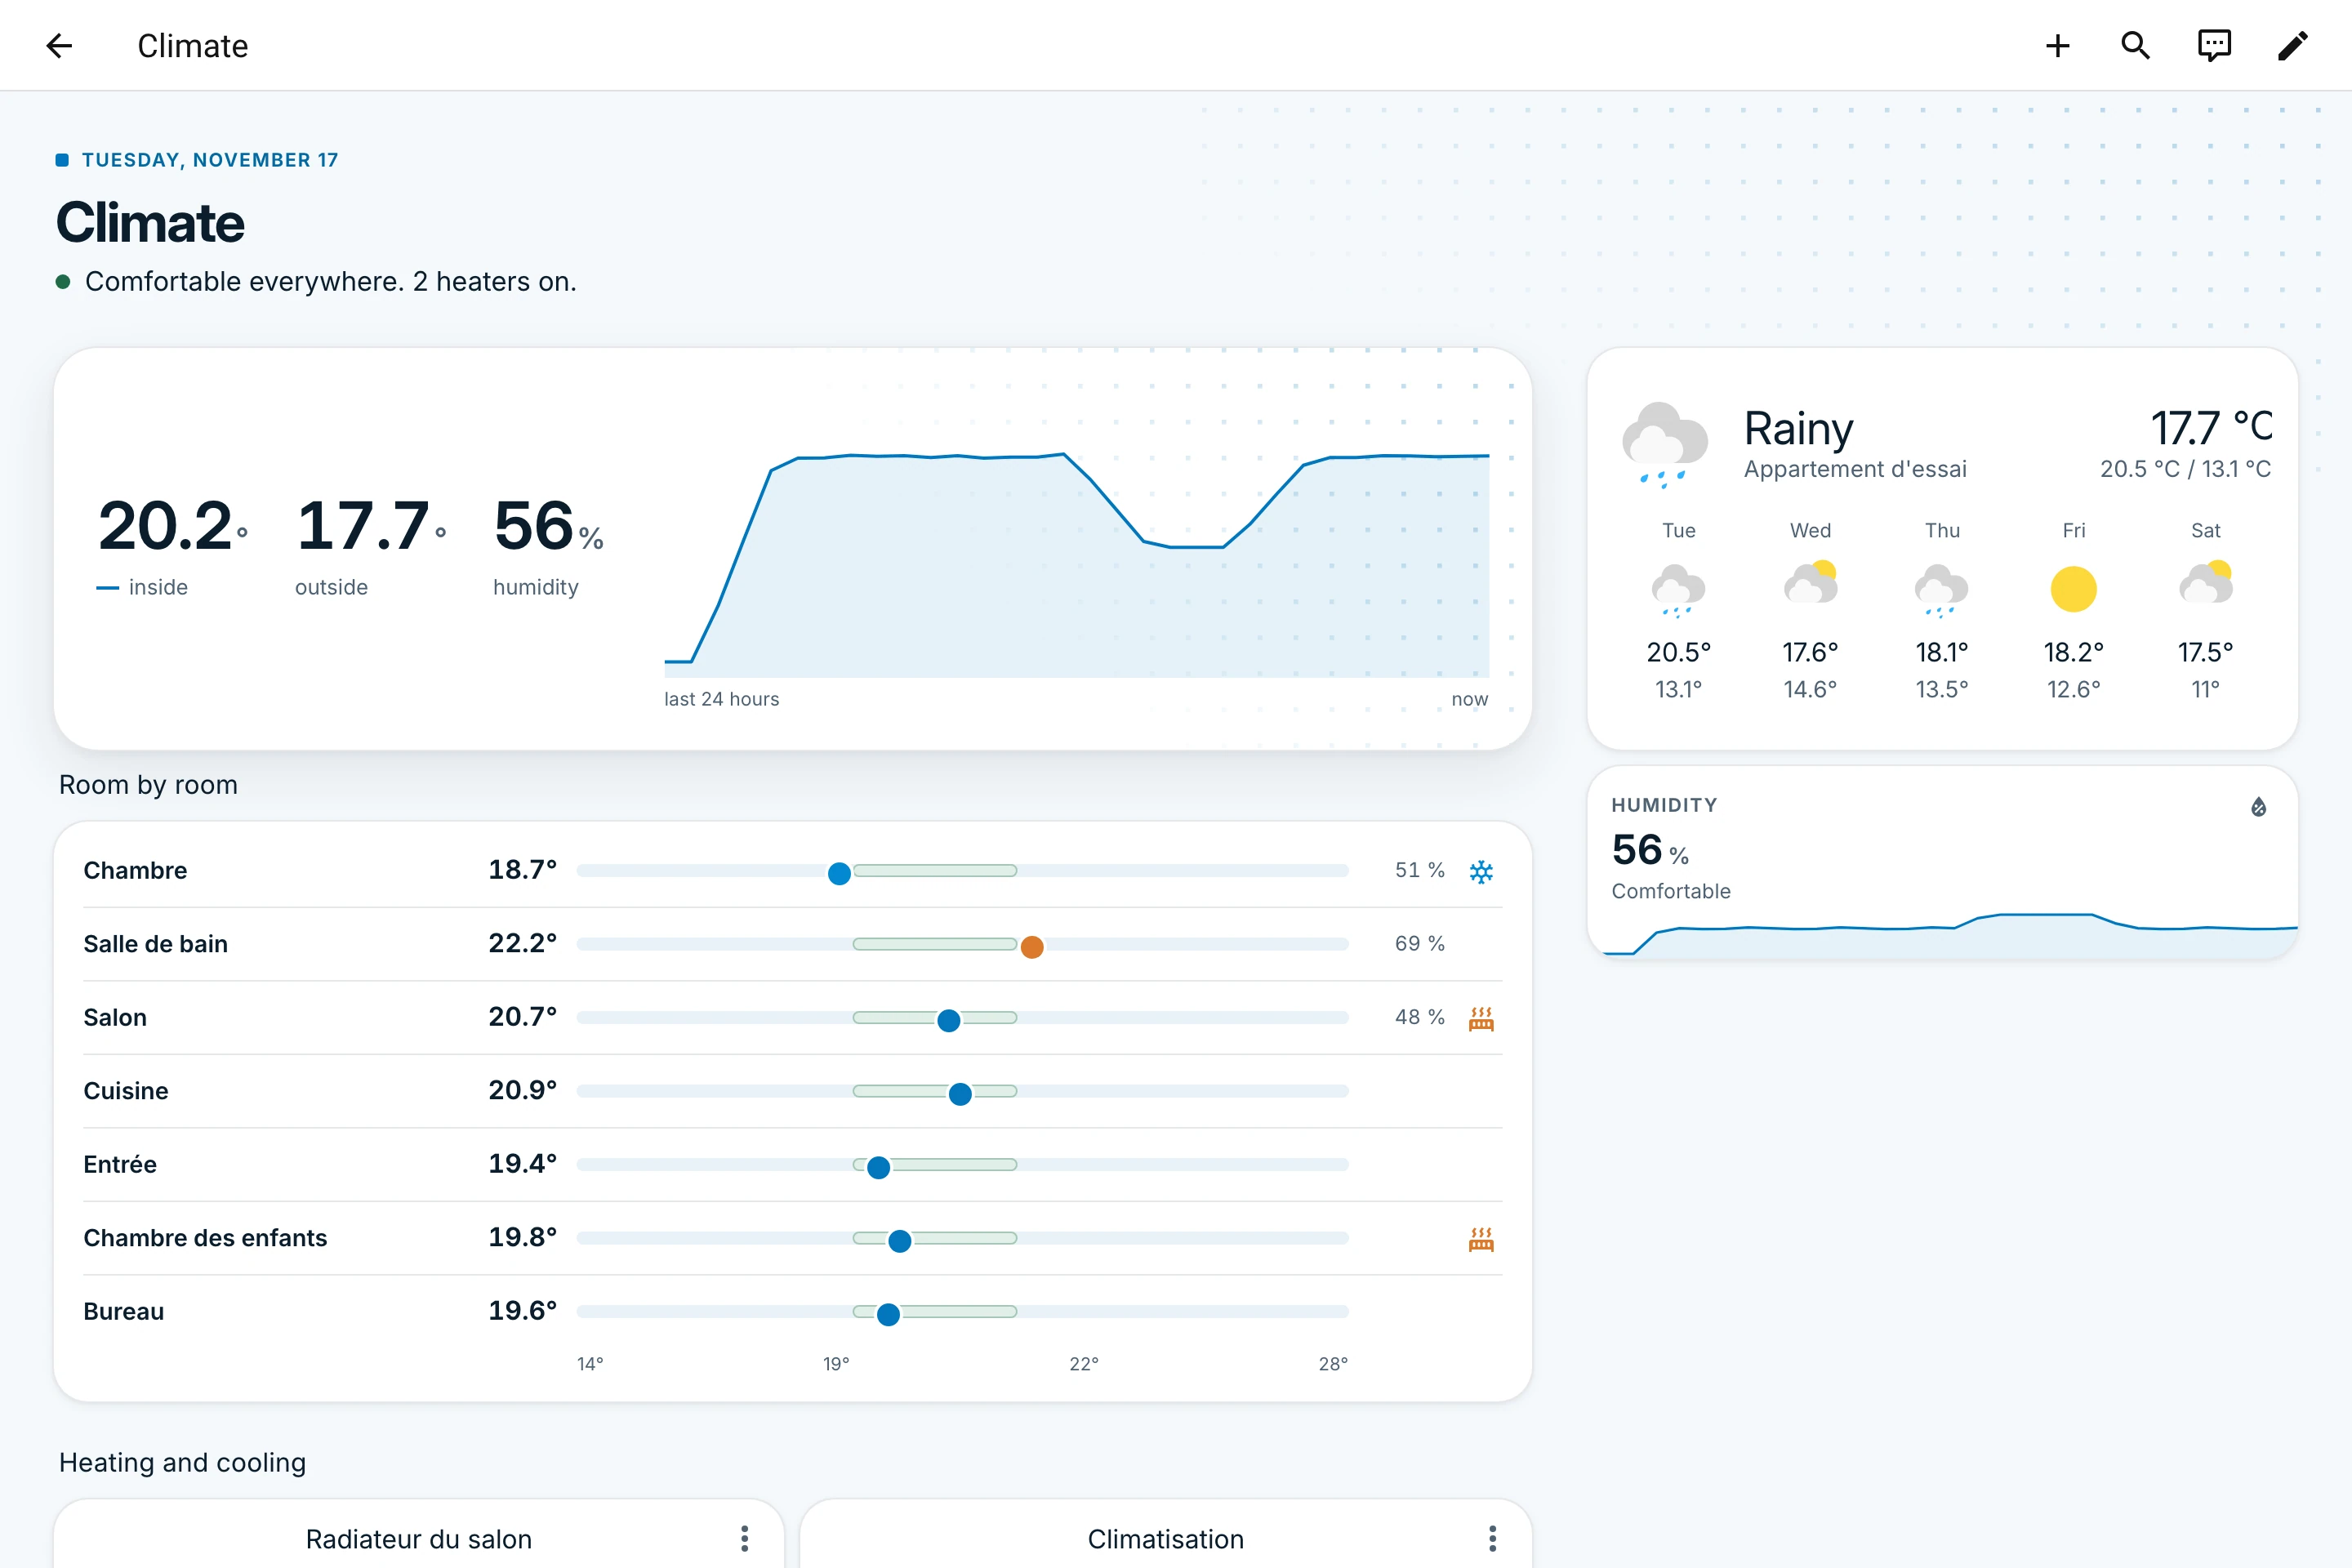 Climate
TUESDAY, NOVEMBER 17
Climate
Comfortable everywhere. 2 heaters on.
20.2° 17.7° 56%
inside outside humidity
last 24 hours now
Rainy 17.7 °C
Appartement d'essai 20.5 °C / 13.1 °C
Tue Wed Thu Fri Sat
20.5° 17.6° 18.1° 18.2° 17.5°
13.1° 14.6° 13.5° 12.6° 11°
HUMIDITY
56 %
Comfortable
Room by room
Chambre 18.7° 51 %
Salle de bain 22.2° 69 %
Salon 20.7° 48 %
Cuisine 20.9°
Entrée 19.4°
Chambre des enfants 19.8°
Bureau 19.6°
14° 19° 22° 28°
Heating and cooling
Radiateur du salon
Climatisation